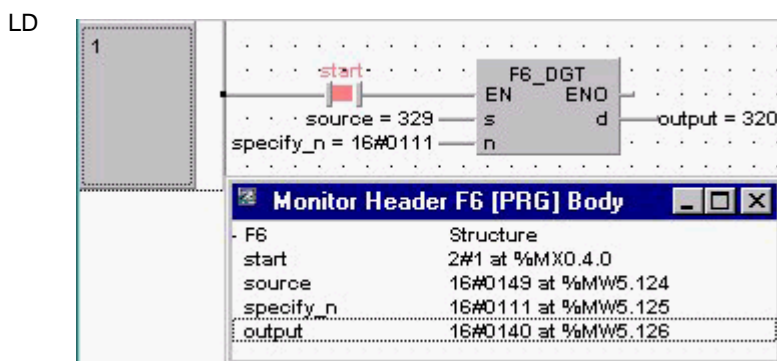 LD
1
start
F6_DGT
EN ENO
source = 329 s d output = 320
specify_n = 16#0111 n
Monitor Header F6 [PRG] Body
- F6 Structure
start 2#1 at %MX0.4.0
source 16#0149 at %MW5.124
specify_n 16#0111 at %MW5.125
output 16#0140 at %MW5.126